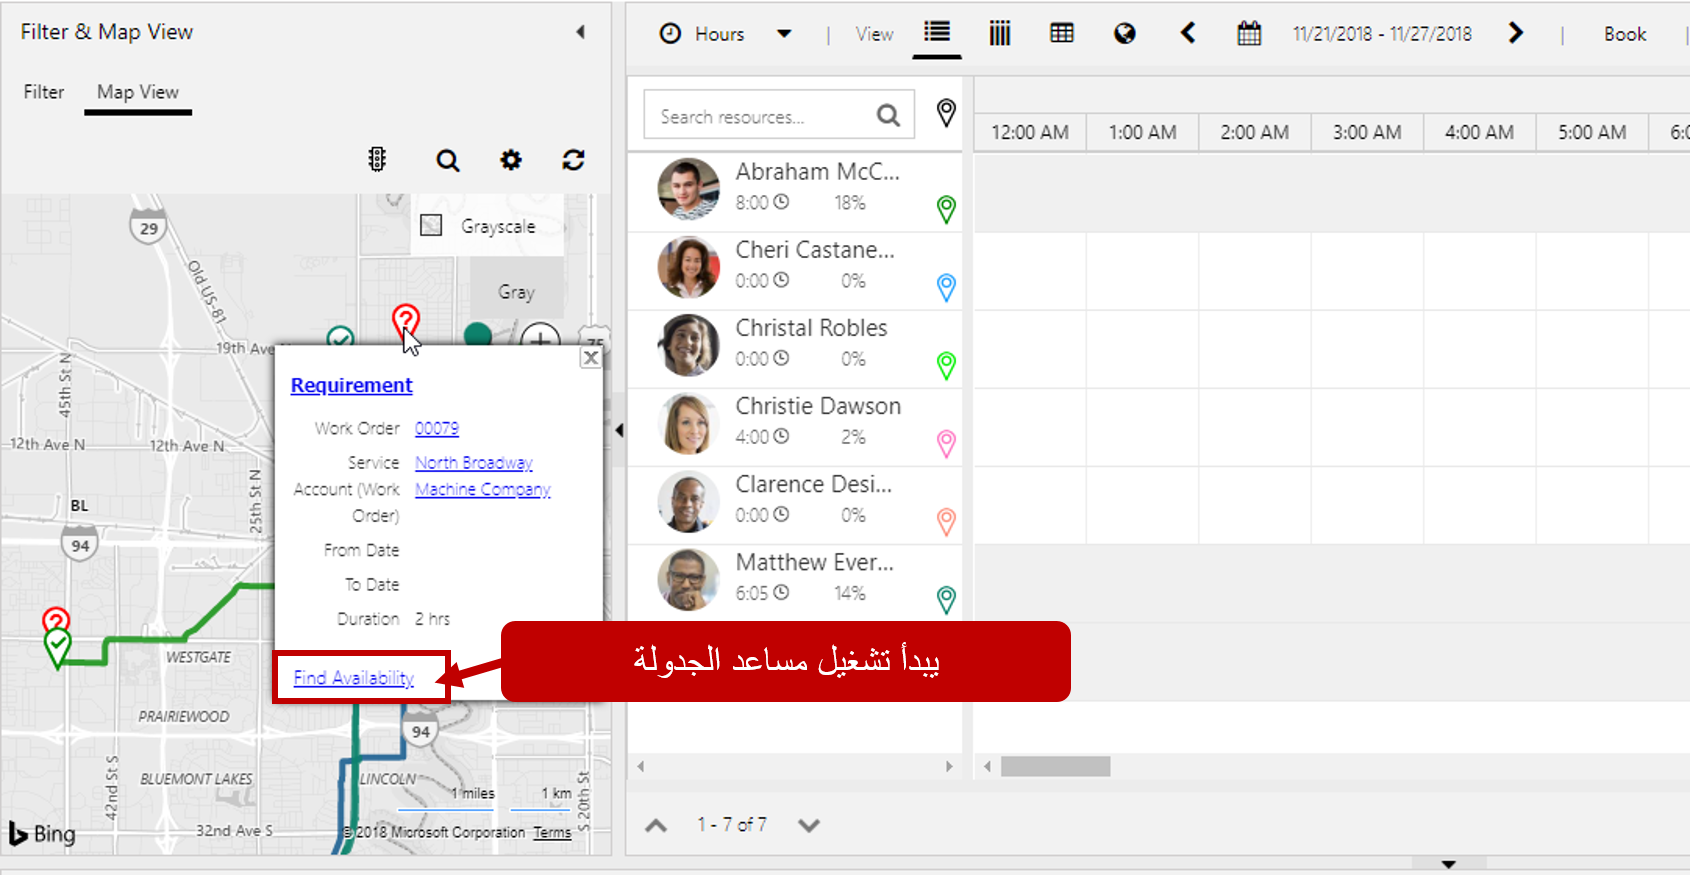 Filter & Map View
Filter
Map View
Grayscale
Gray
29
Old US-81
19th Ave
75
45th St N
12th Ave N
12th Ave N
25th St N
BL
94
WESTGATE
PRAIRIEWOOD
94
BLUEMONT LAKES
42nd St S
LINCOLN
S 20th St
1 miles
1 km
32nd Ave S
Bing
© 2018 Microsoft Corporation Terms
Requirement
Work Order 00079
Service North Broadway
Account (Work Machine Company
Order)
From Date
To Date
Duration 2 hrs
Find Availability
يبدأ تشغيل مساعد الجدولة
Hours | View 11/21/2018 - 11/27/2018 | Book |
Search resources...
12:00 AM 1:00 AM 2:00 AM 3:00 AM 4:00 AM 5:00 AM 6:0
Abraham McC...
8:00 18%
Cheri Castane...
0:00 0%
Christal Robles
0:00 0%
Christie Dawson
4:00 2%
Clarence Desi...
0:00 0%
Matthew Ever...
6:05 14%
1 - 7 of 7